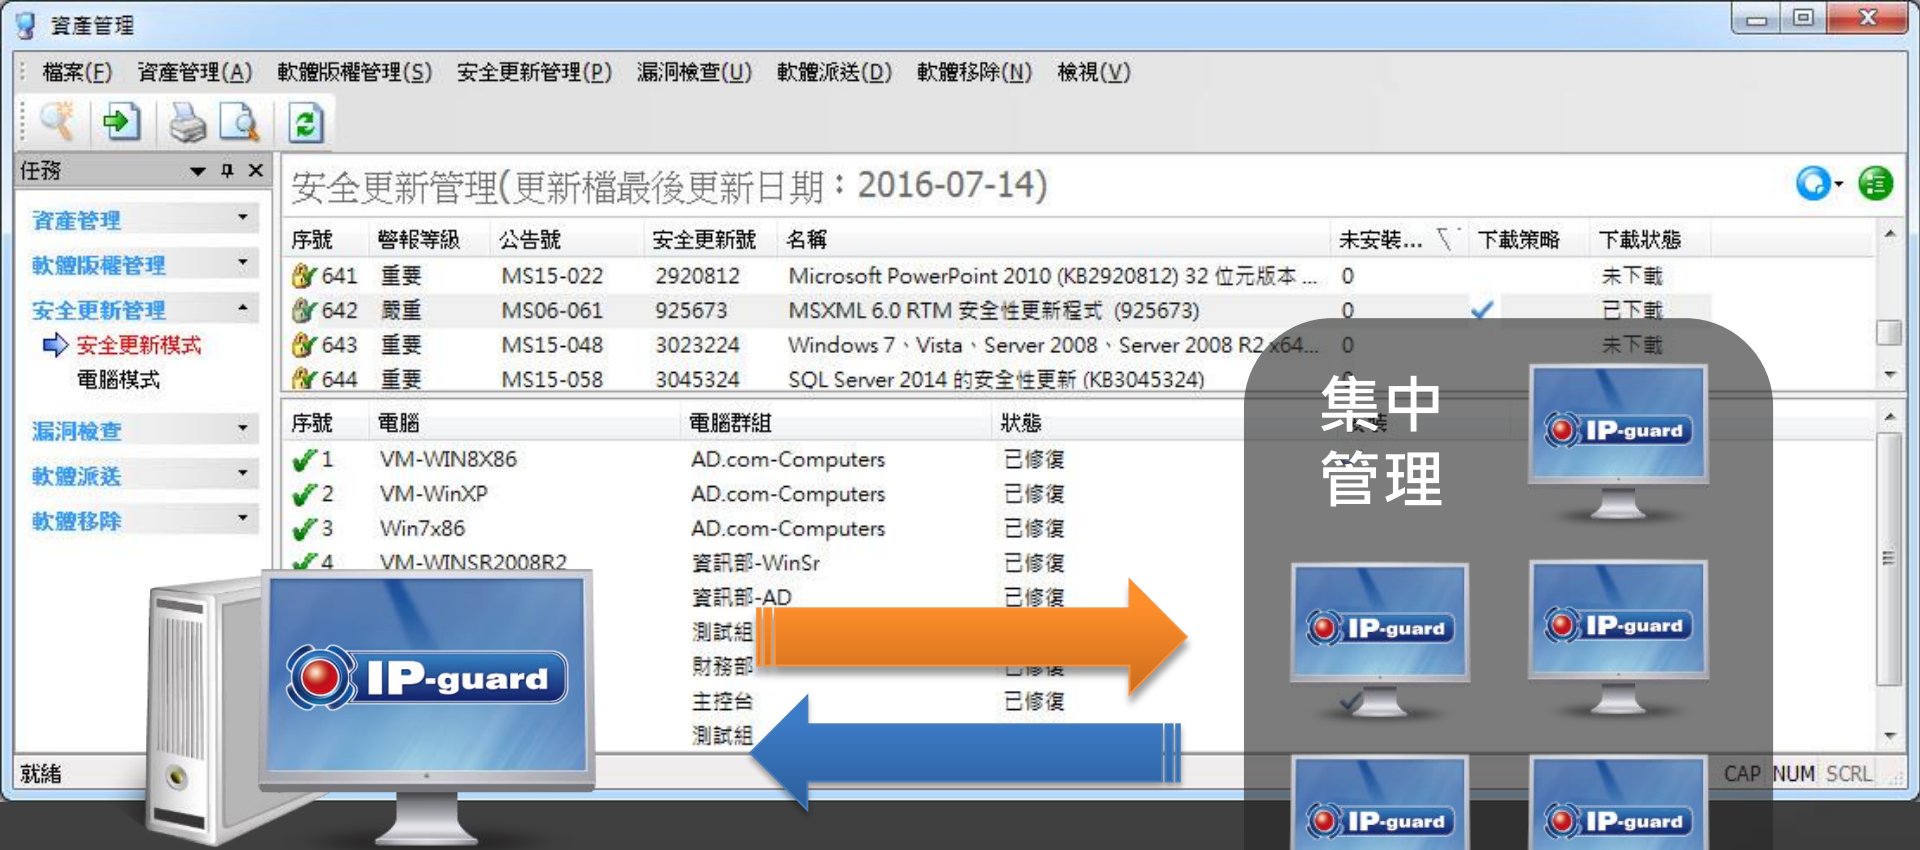 資產管理
檔案(F) 資產管理(A) 軟體版權管理(S) 安全更新管理(P) 漏洞檢查(U) 軟體派送(D) 軟體移除(N) 檢視(V)
任務
資產管理
軟體版權管理
安全更新管理
安全更新模式
電腦模式
漏洞檢查
軟體派送
軟體移除
安全更新管理(更新檔最後更新日期：2016-07-14)
序號 警報等級 公告號 安全更新號 名稱 未安裝... 下載策略 下載狀態
641 重要 MS15-022 2920812 Microsoft PowerPoint 2010 (KB2920812) 32 位元版本 ... 0 未下載
642 嚴重 MS06-061 925673 MSXML 6.0 RTM 安全性更新程式 (925673) 0 已下載
643 重要 MS15-048 3023224 Windows 7、Vista、Server 2008、Server 2008 R2 x64... 0 未下載
644 重要 MS15-058 3045324 SQL Server 2014 的安全性更新 (KB3045324)
序號 電腦 電腦群組 狀態
1 VM-WIN8X86 AD.com-Computers 已修復
2 VM-WinXP AD.com-Computers 已修復
3 Win7x86 AD.com-Computers 已修復
4 VM-WINSR2008R2 資訊部-WinSr 已修復
資訊部-AD 已修復
測試組
財務部 已修復
主控台 已修復
測試組
集中
管理
IP-guard
IP-guard
IP-guard
IP-guard
IP-guard
IP-guard
就緒 CAP NUM SCRL